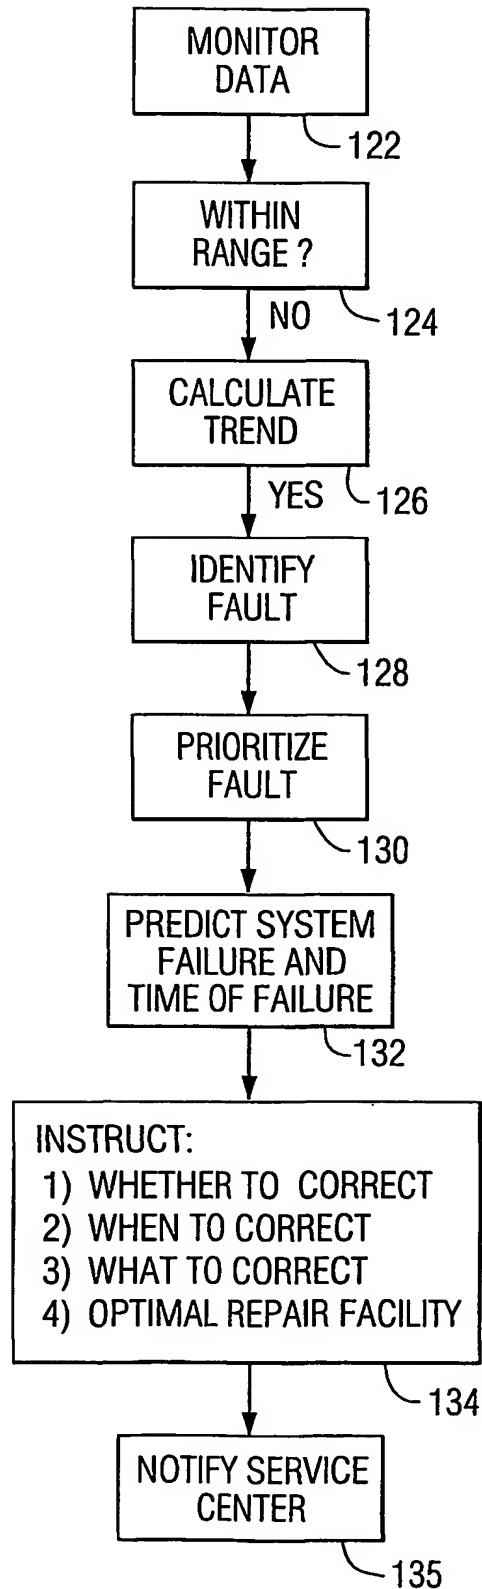 MONITOR
DATA
122
WITHIN
RANGE ?
124
NO
CALCULATE
TREND
126
YES
IDENTIFY
FAULT
128
PRIORITIZE
FAULT
130
PREDICT SYSTEM
FAILURE AND
TIME OF FAILURE
132
INSTRUCT:
1) WHETHER TO CORRECT
2) WHEN TO CORRECT
3) WHAT TO CORRECT
4) OPTIMAL REPAIR FACILITY
134
NOTIFY SERVICE
CENTER
135